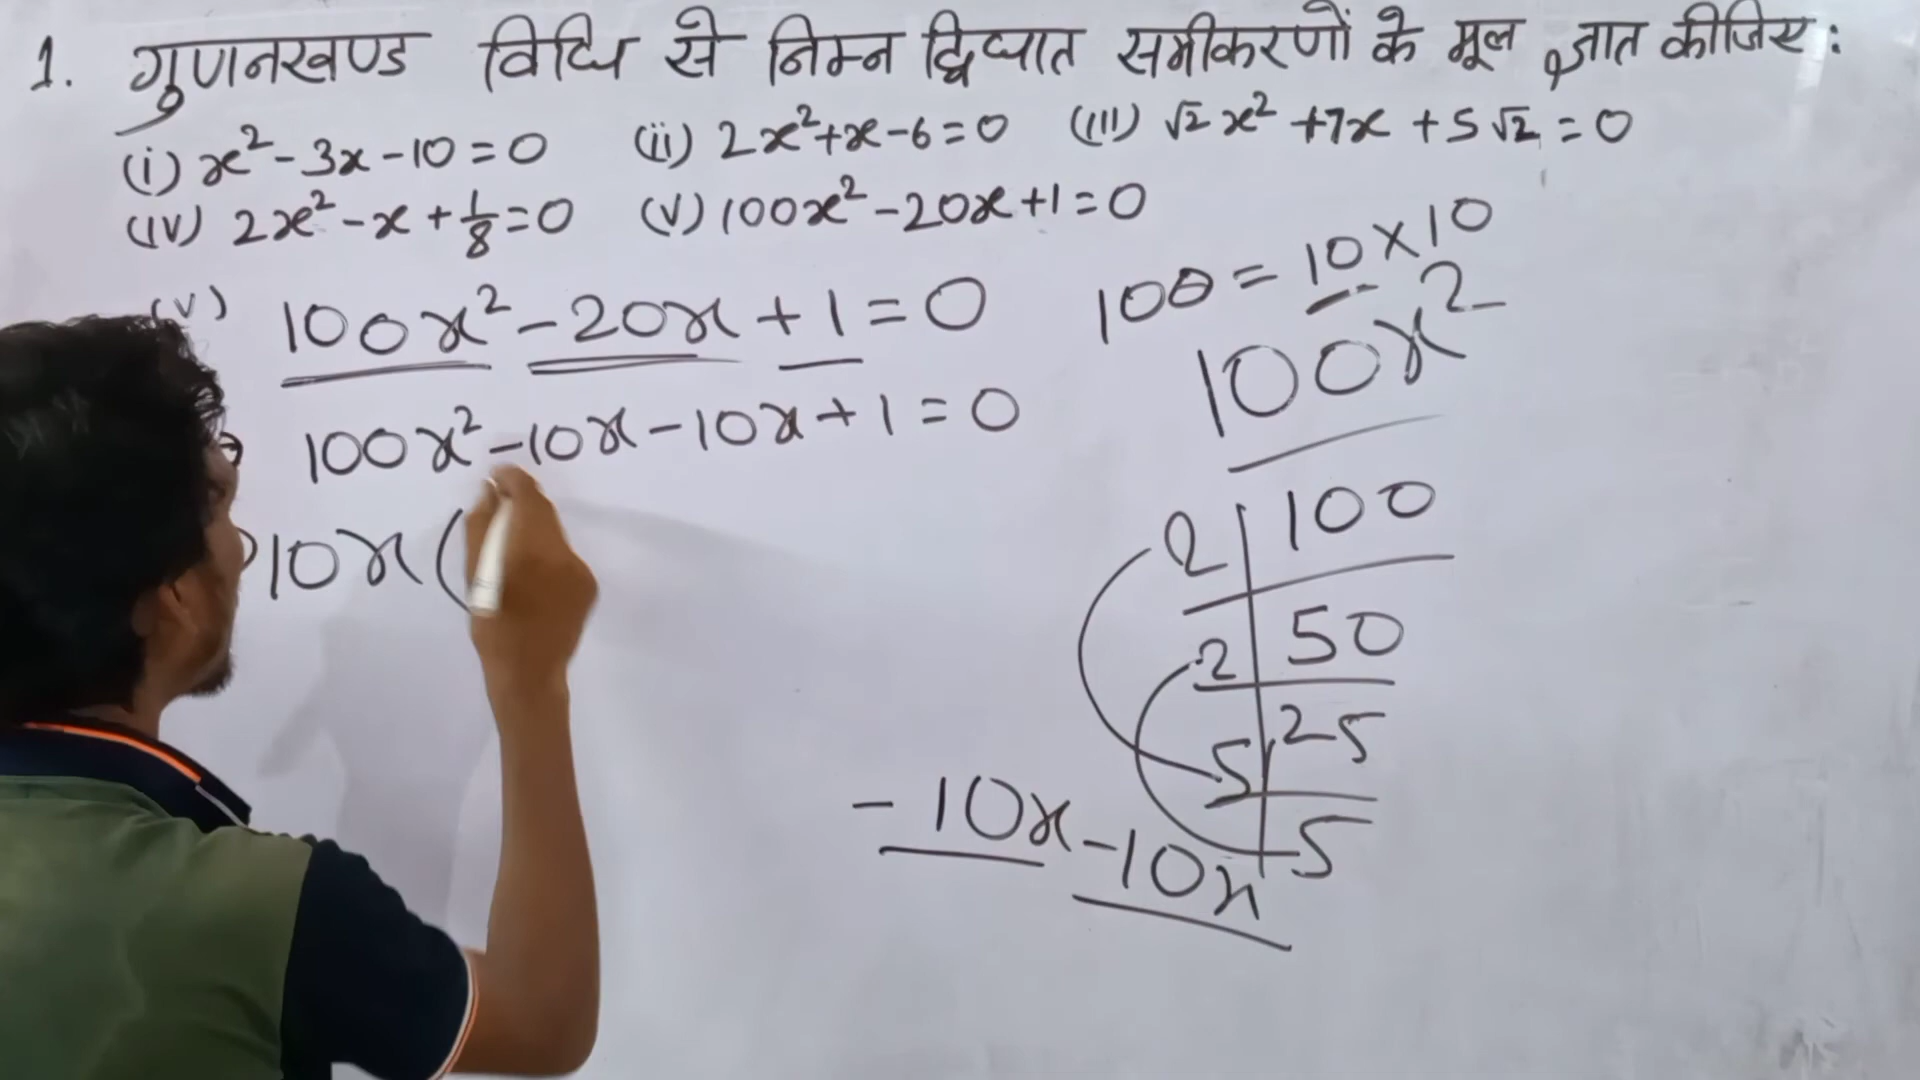 1. गुणनखण्ड विधि से निम्न द्विघात समीकरणों के मूल ज्ञात कीजिए:
(i) x² - 3x - 10 = 0 (ii) 2x² + x - 6 = 0 (III) √2 x² + 7x + 5√2 = 0
(IV) 2x² - x + 1/8 = 0 (V) 100x² - 20x + 1 = 0
(V) 100x² - 20x + 1 = 0
100x² - 10x - 10x + 1 = 0
10x (
100 = 10 × 10
100x²
2 | 100
2 | 50
5 | 25
5
- 10x - 10x